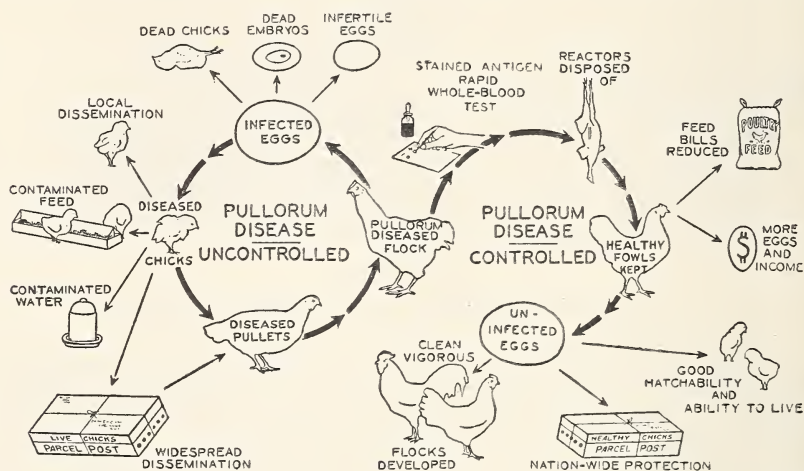 DEAD CHICKS
DEAD
EMBRYOS
INFERTILE
EGGS
LOCAL
DISSEMINATION
INFECTED
EGGS
STAINED ANTIGEN
RAPID
WHOLE-BLOOD
TEST
REACTORS
DISPOSED
OF
FEED
BILLS
REDUCED
POULTRY
FEED
CONTAMINATED
FEED
DISEASED
CHICKS
PULLORUM
DISEASE
UNCONTROLLED
PULLORUM
DISEASED
FLOCK
PULLORUM
DISEASE
CONTROLLED
HEALTHY
FOWLS
KEPT
$
MORE
EGGS
AND
INCOME
CONTAMINATED
WATER
DISEASED
PULLETS
UN-
INFECTED
EGGS
CLEAN
VIGOROUS
FLOCKS
DEVELOPED
GOOD
HATCHABILITY
AND
ABILITY TO LIVE
LIVE CHICKS
PARCEL POST
WIDESPREAD
DISSEMINATION
HEALTHY CHICKS
PARCEL POST
NATION-WIDE PROTECTION